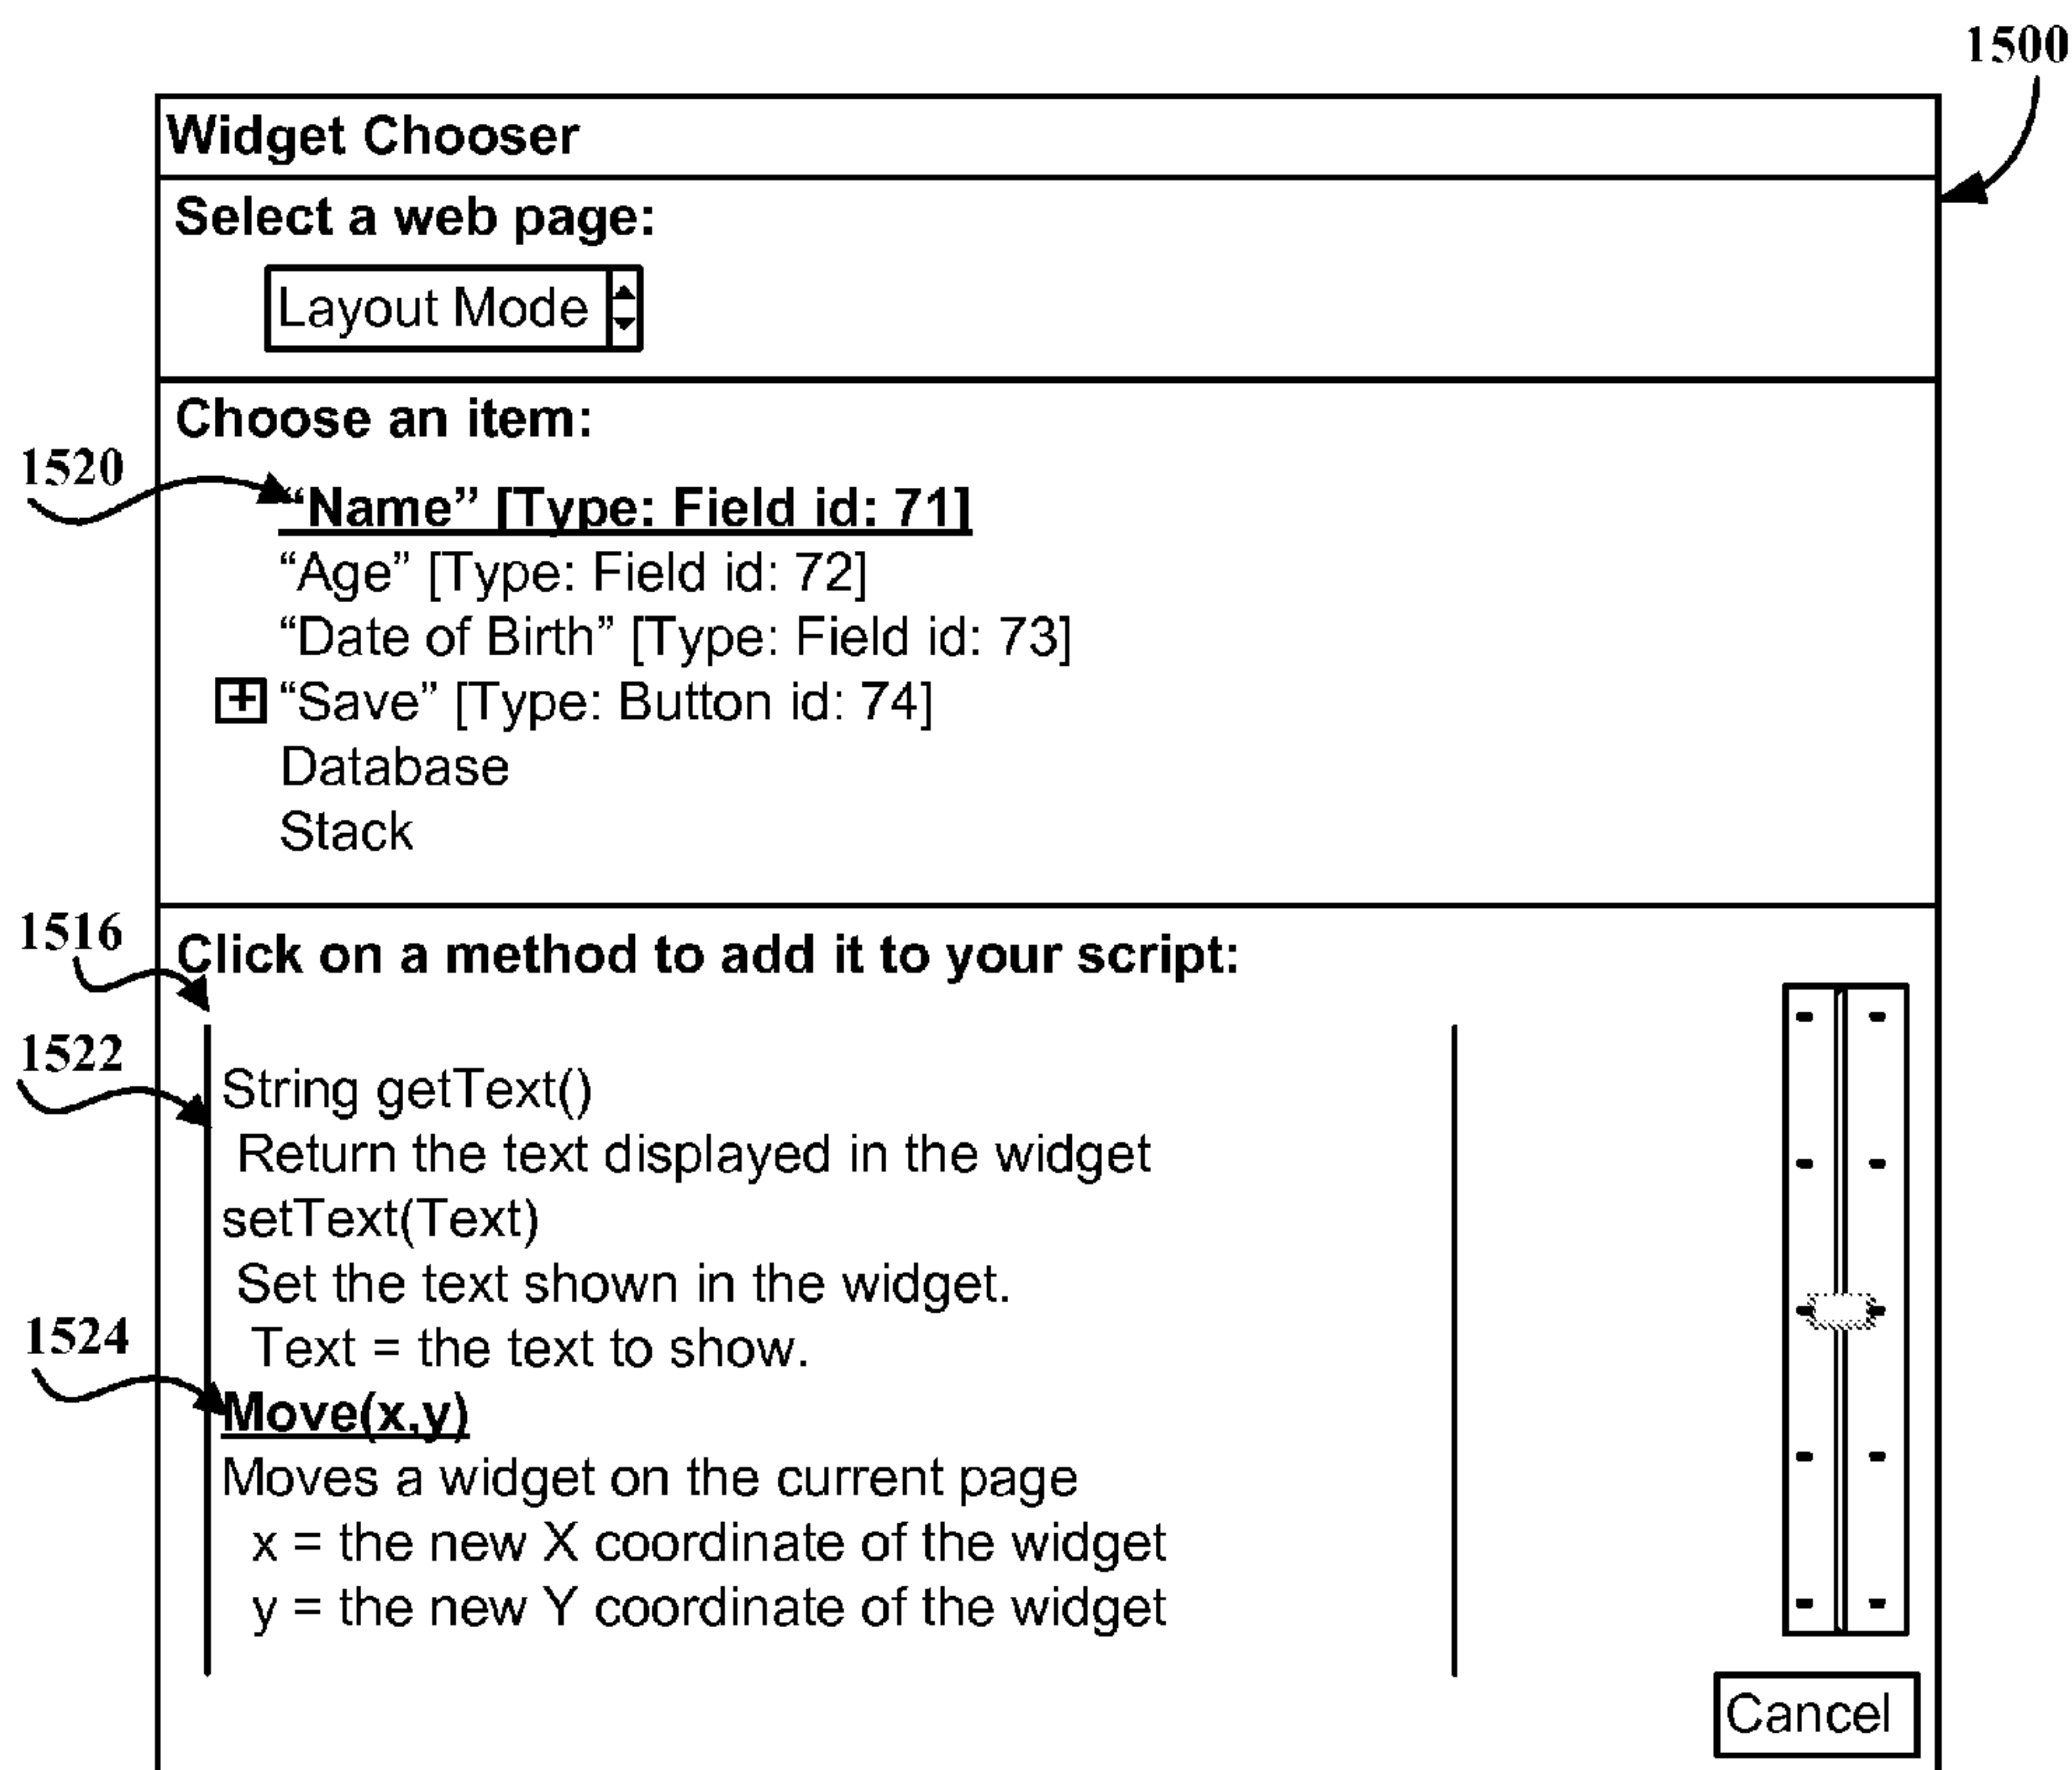 1500
Widget Chooser
Select a web page:
Layout Mode
Choose an item:
1520
“Name” [Type: Field id: 71]
“Age” [Type: Field id: 72]
“Date of Birth” [Type: Field id: 73]
“Save” [Type: Button id: 74]
Database
Stack
1516
Click on a method to add it to your script:
1522
String getText()
Return the text displayed in the widget
setText(Text)
Set the text shown in the widget.
1524
Text = the text to show.
Move(x,y)
Moves a widget on the current page
x = the new X coordinate of the widget
y = the new Y coordinate of the widget
Cancel